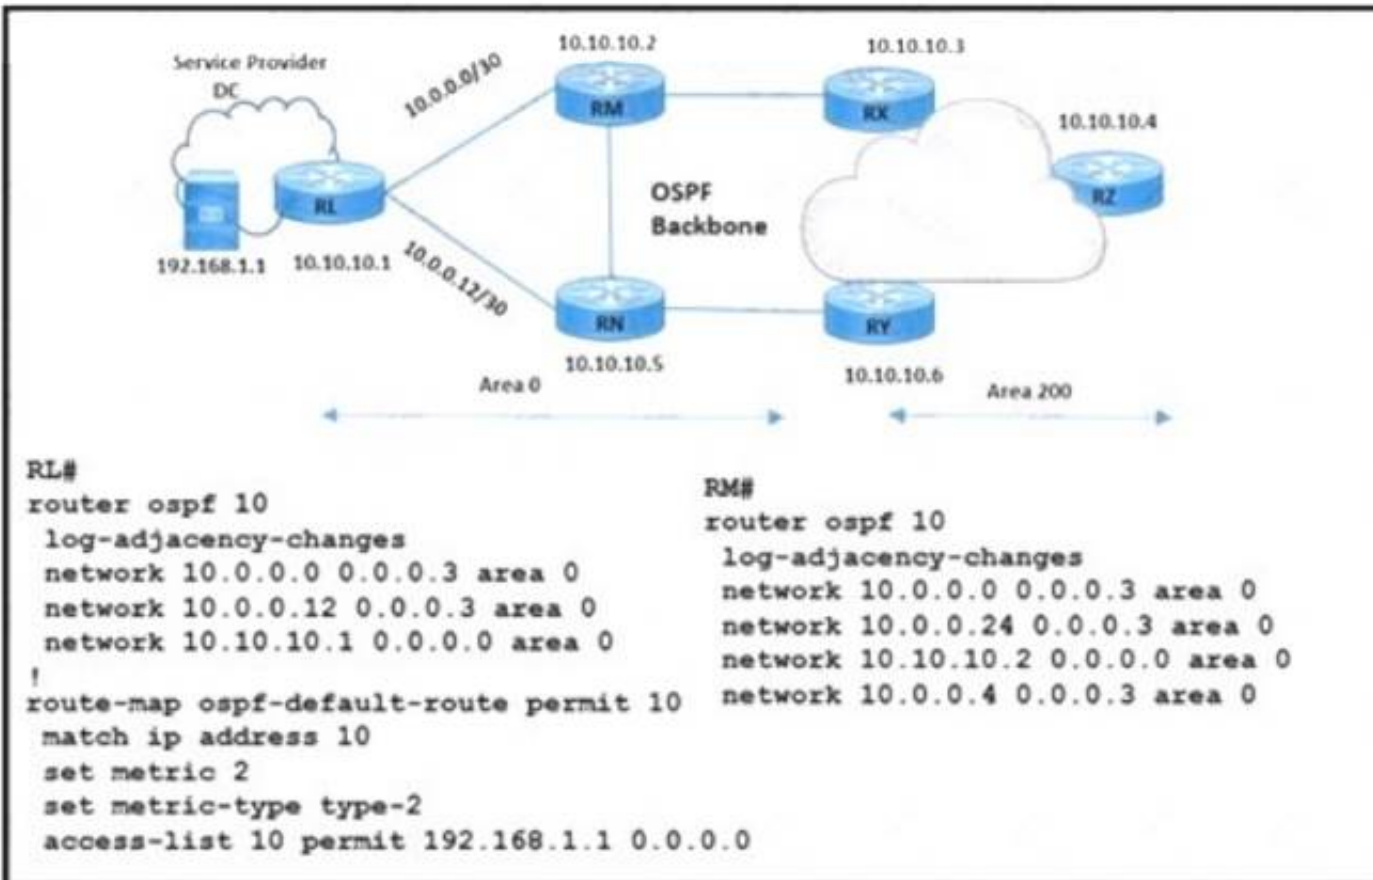 Service Provider
DC
192.168.1.1
RL
10.10.10.1
10.0.0.0/30
10.0.0.12/30
10.10.10.2
RM
10.10.10.3
RX
10.10.10.4
RZ
OSPF
Backbone
RN
10.10.10.5
RY
10.10.10.6
Area 0
Area 200
RL#
router ospf 10
log-adjacency-changes
network 10.0.0.0 0.0.0.3 area 0
network 10.0.0.12 0.0.0.3 area 0
network 10.10.10.1 0.0.0.0 area 0
!
route-map ospf-default-route permit 10
match ip address 10
set metric 2
set metric-type type-2
access-list 10 permit 192.168.1.1 0.0.0.0
RM#
router ospf 10
log-adjacency-changes
network 10.0.0.0 0.0.0.3 area 0
network 10.0.0.24 0.0.0.3 area 0
network 10.10.10.2 0.0.0.0 area 0
network 10.0.0.4 0.0.0.3 area 0